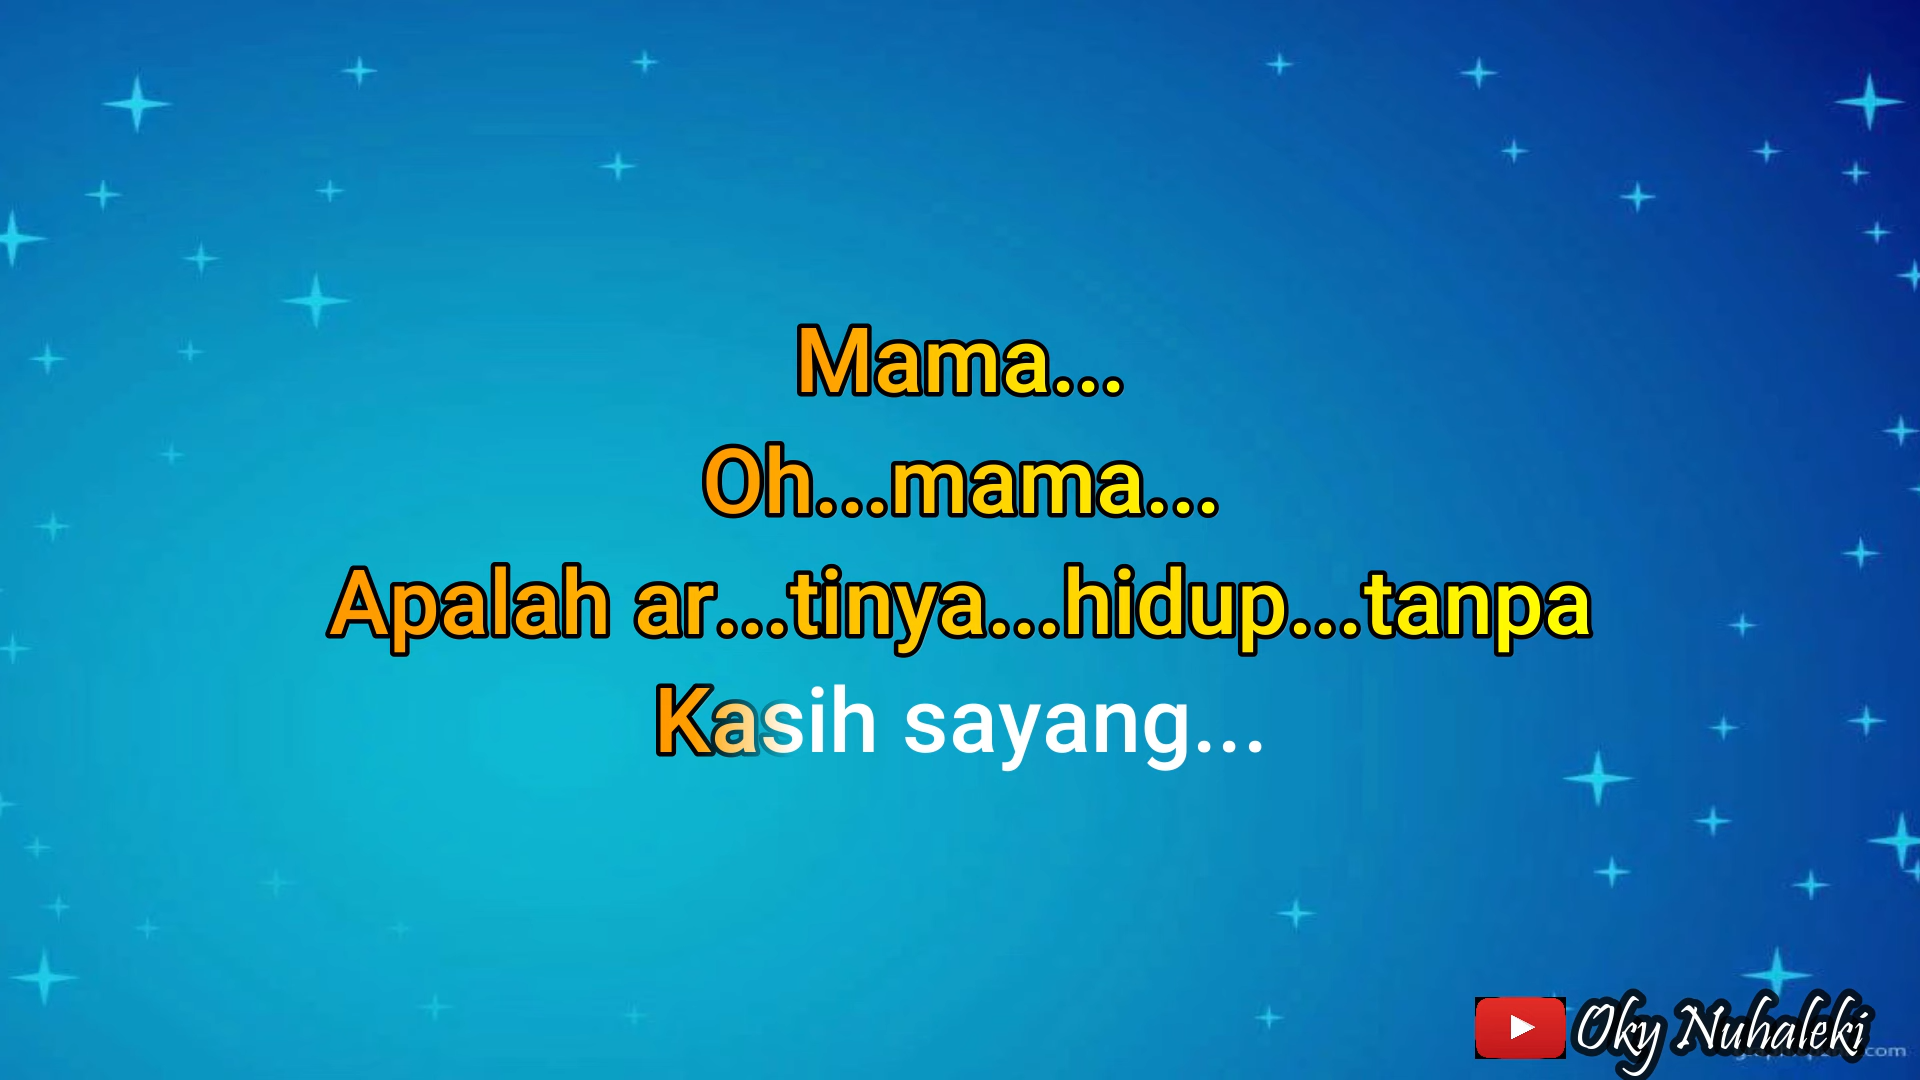 Mama...
Oh...mama...
Apalah ar...tinya...hidup...tanpa
Kasih sayang...
Oky Nuhaleki